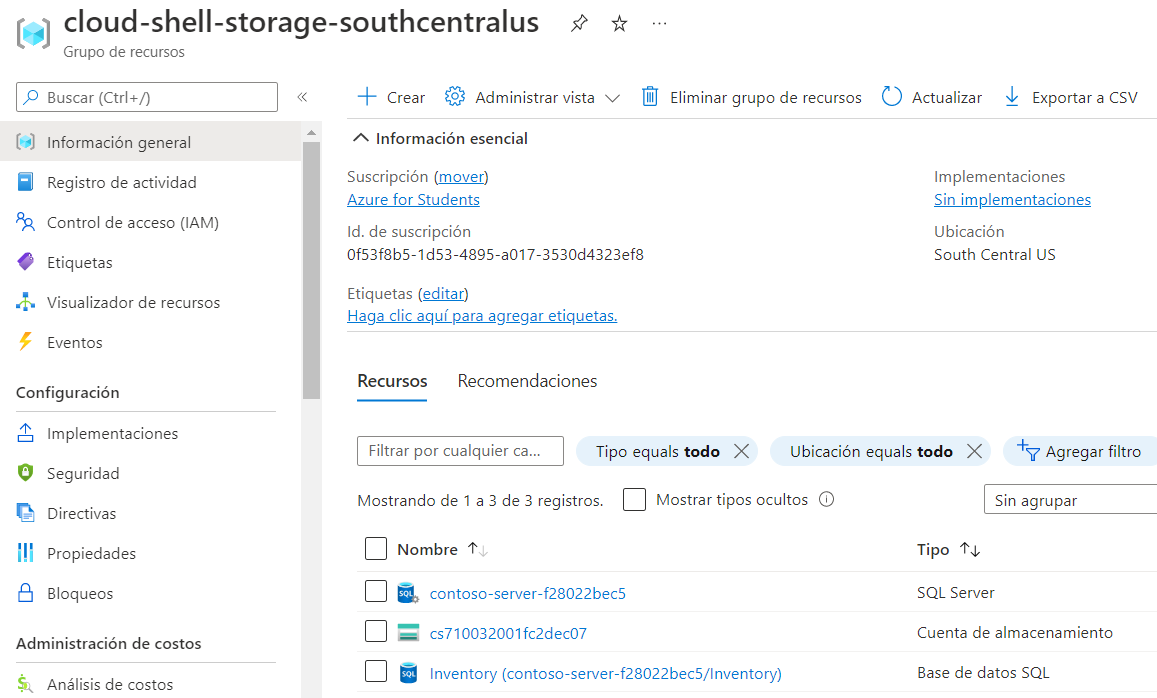 cloud-shell-storage-southcentralus
Grupo de recursos
Buscar (Ctrl+/)
Información general
Registro de actividad
Control de acceso (IAM)
Etiquetas
Visualizador de recursos
Eventos
Configuración
Implementaciones
Seguridad
Directivas
Propiedades
Bloqueos
Administración de costos
Análisis de costos
Crear Administrar vista Eliminar grupo de recursos Actualizar Exportar a CSV
Información esencial
Suscripción (mover)
Azure for Students
Id. de suscripción
0f53f8b5-1d53-4895-a017-3530d4323ef8
Etiquetas (editar)
Haga clic aquí para agregar etiquetas.
Implementaciones
Sin implementaciones
Ubicación
South Central US
Recursos Recomendaciones
Filtrar por cualquier ca... Tipo equals todo Ubicación equals todo Agregar filtro
Mostrando de 1 a 3 de 3 registros. Mostrar tipos ocultos Sin agrupar
Nombre Tipo
SQL contoso-server-f28022bec5 SQL Server
cs710032001fc2dec07 Cuenta de almacenamiento
SQL Inventory (contoso-server-f28022bec5/Inventory) Base de datos SQL